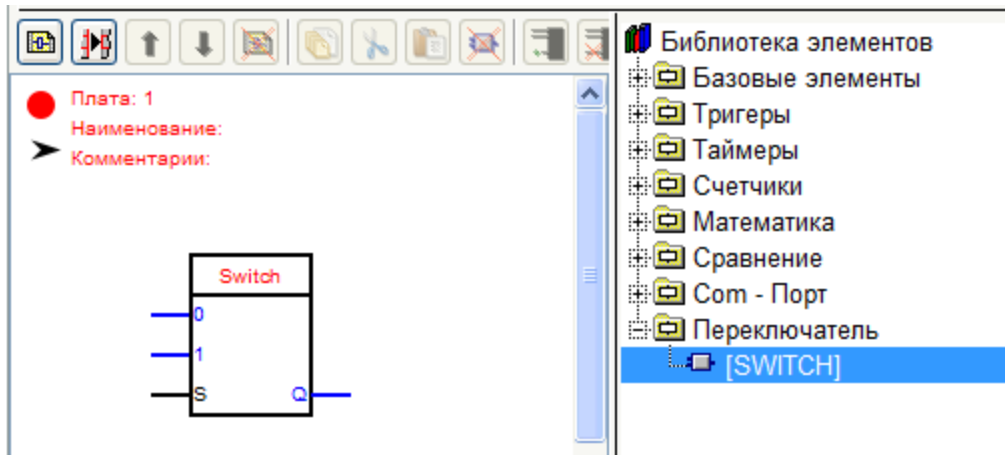 Плата: 1
Наименование:
Комментарии:
Switch
0
1
S
Q
Библиотека элементов
Базовые элементы
Тригеры
Таймеры
Счетчики
Математика
Сравнение
Com - Порт
Переключатель
[SWITCH]